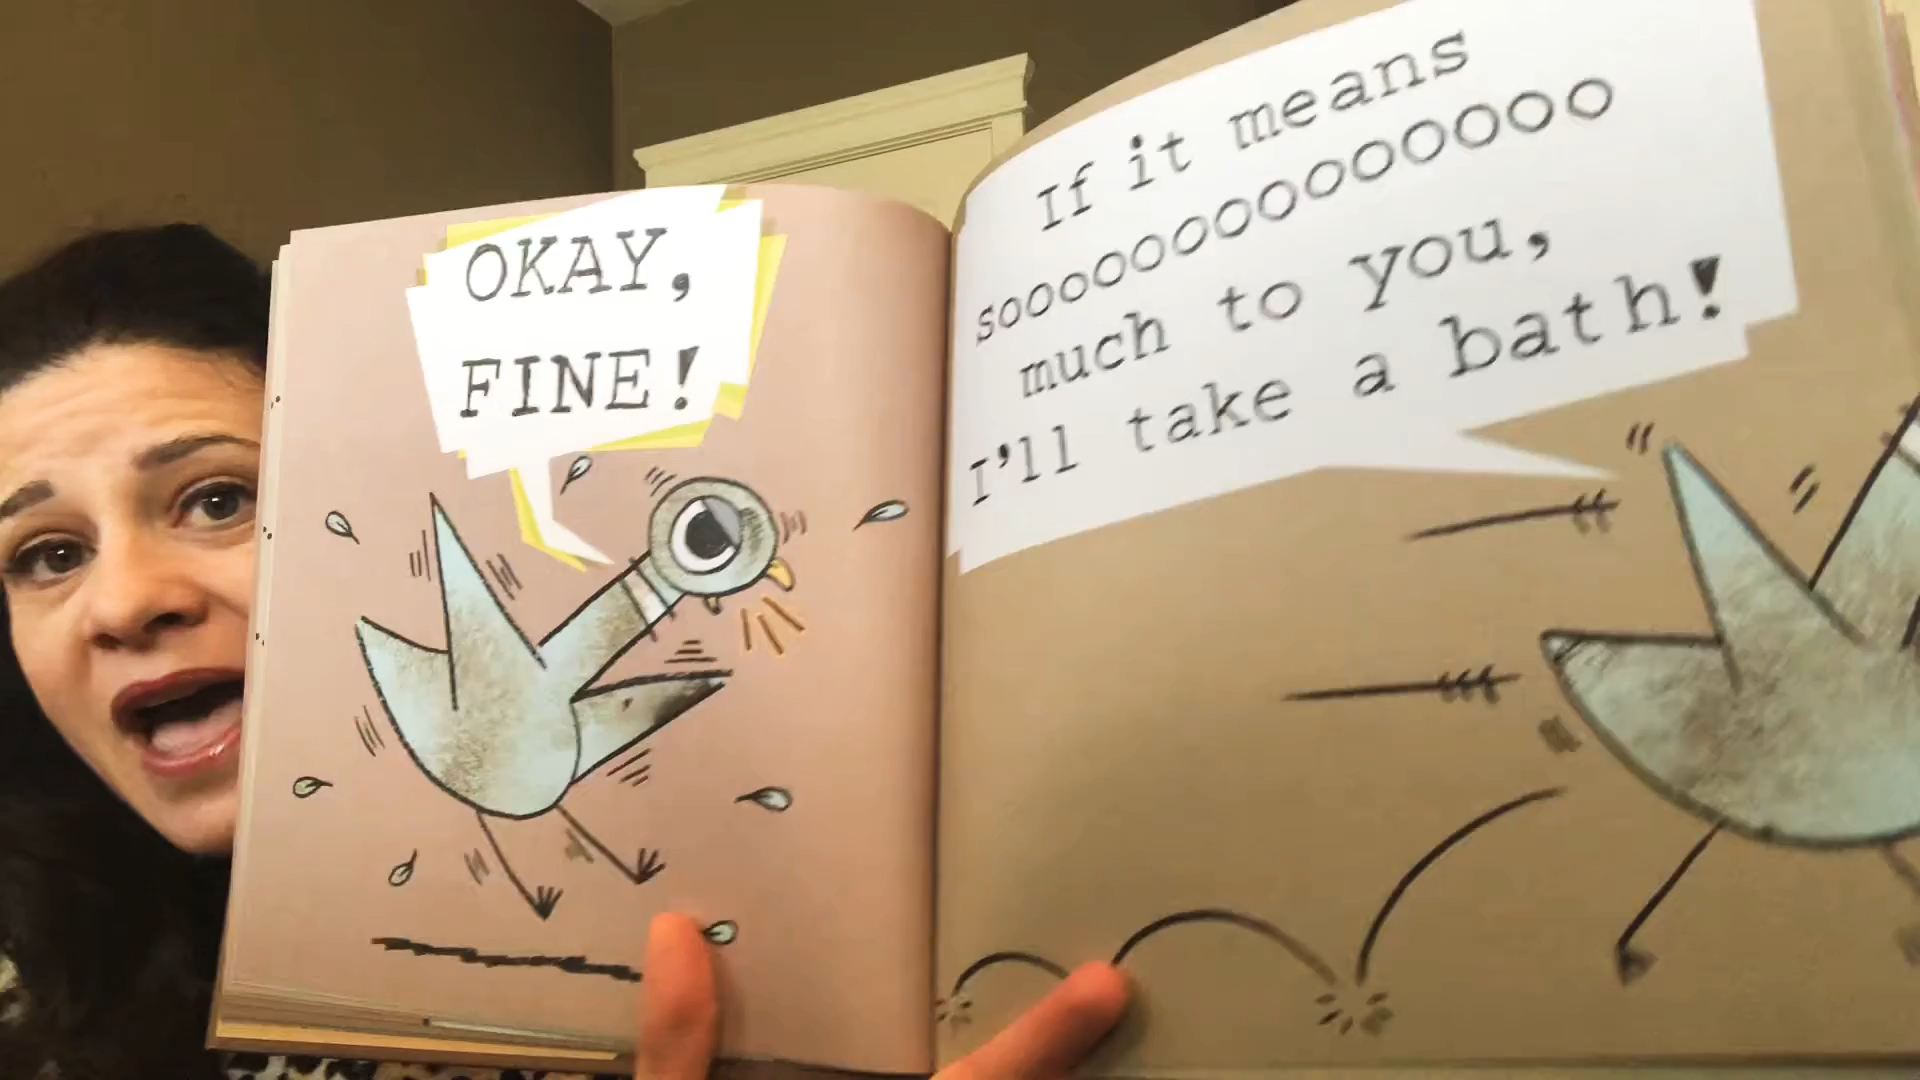 OKAY,
FINE!
If it means
soooooooooooooo
much to you,
I'll take a bath!